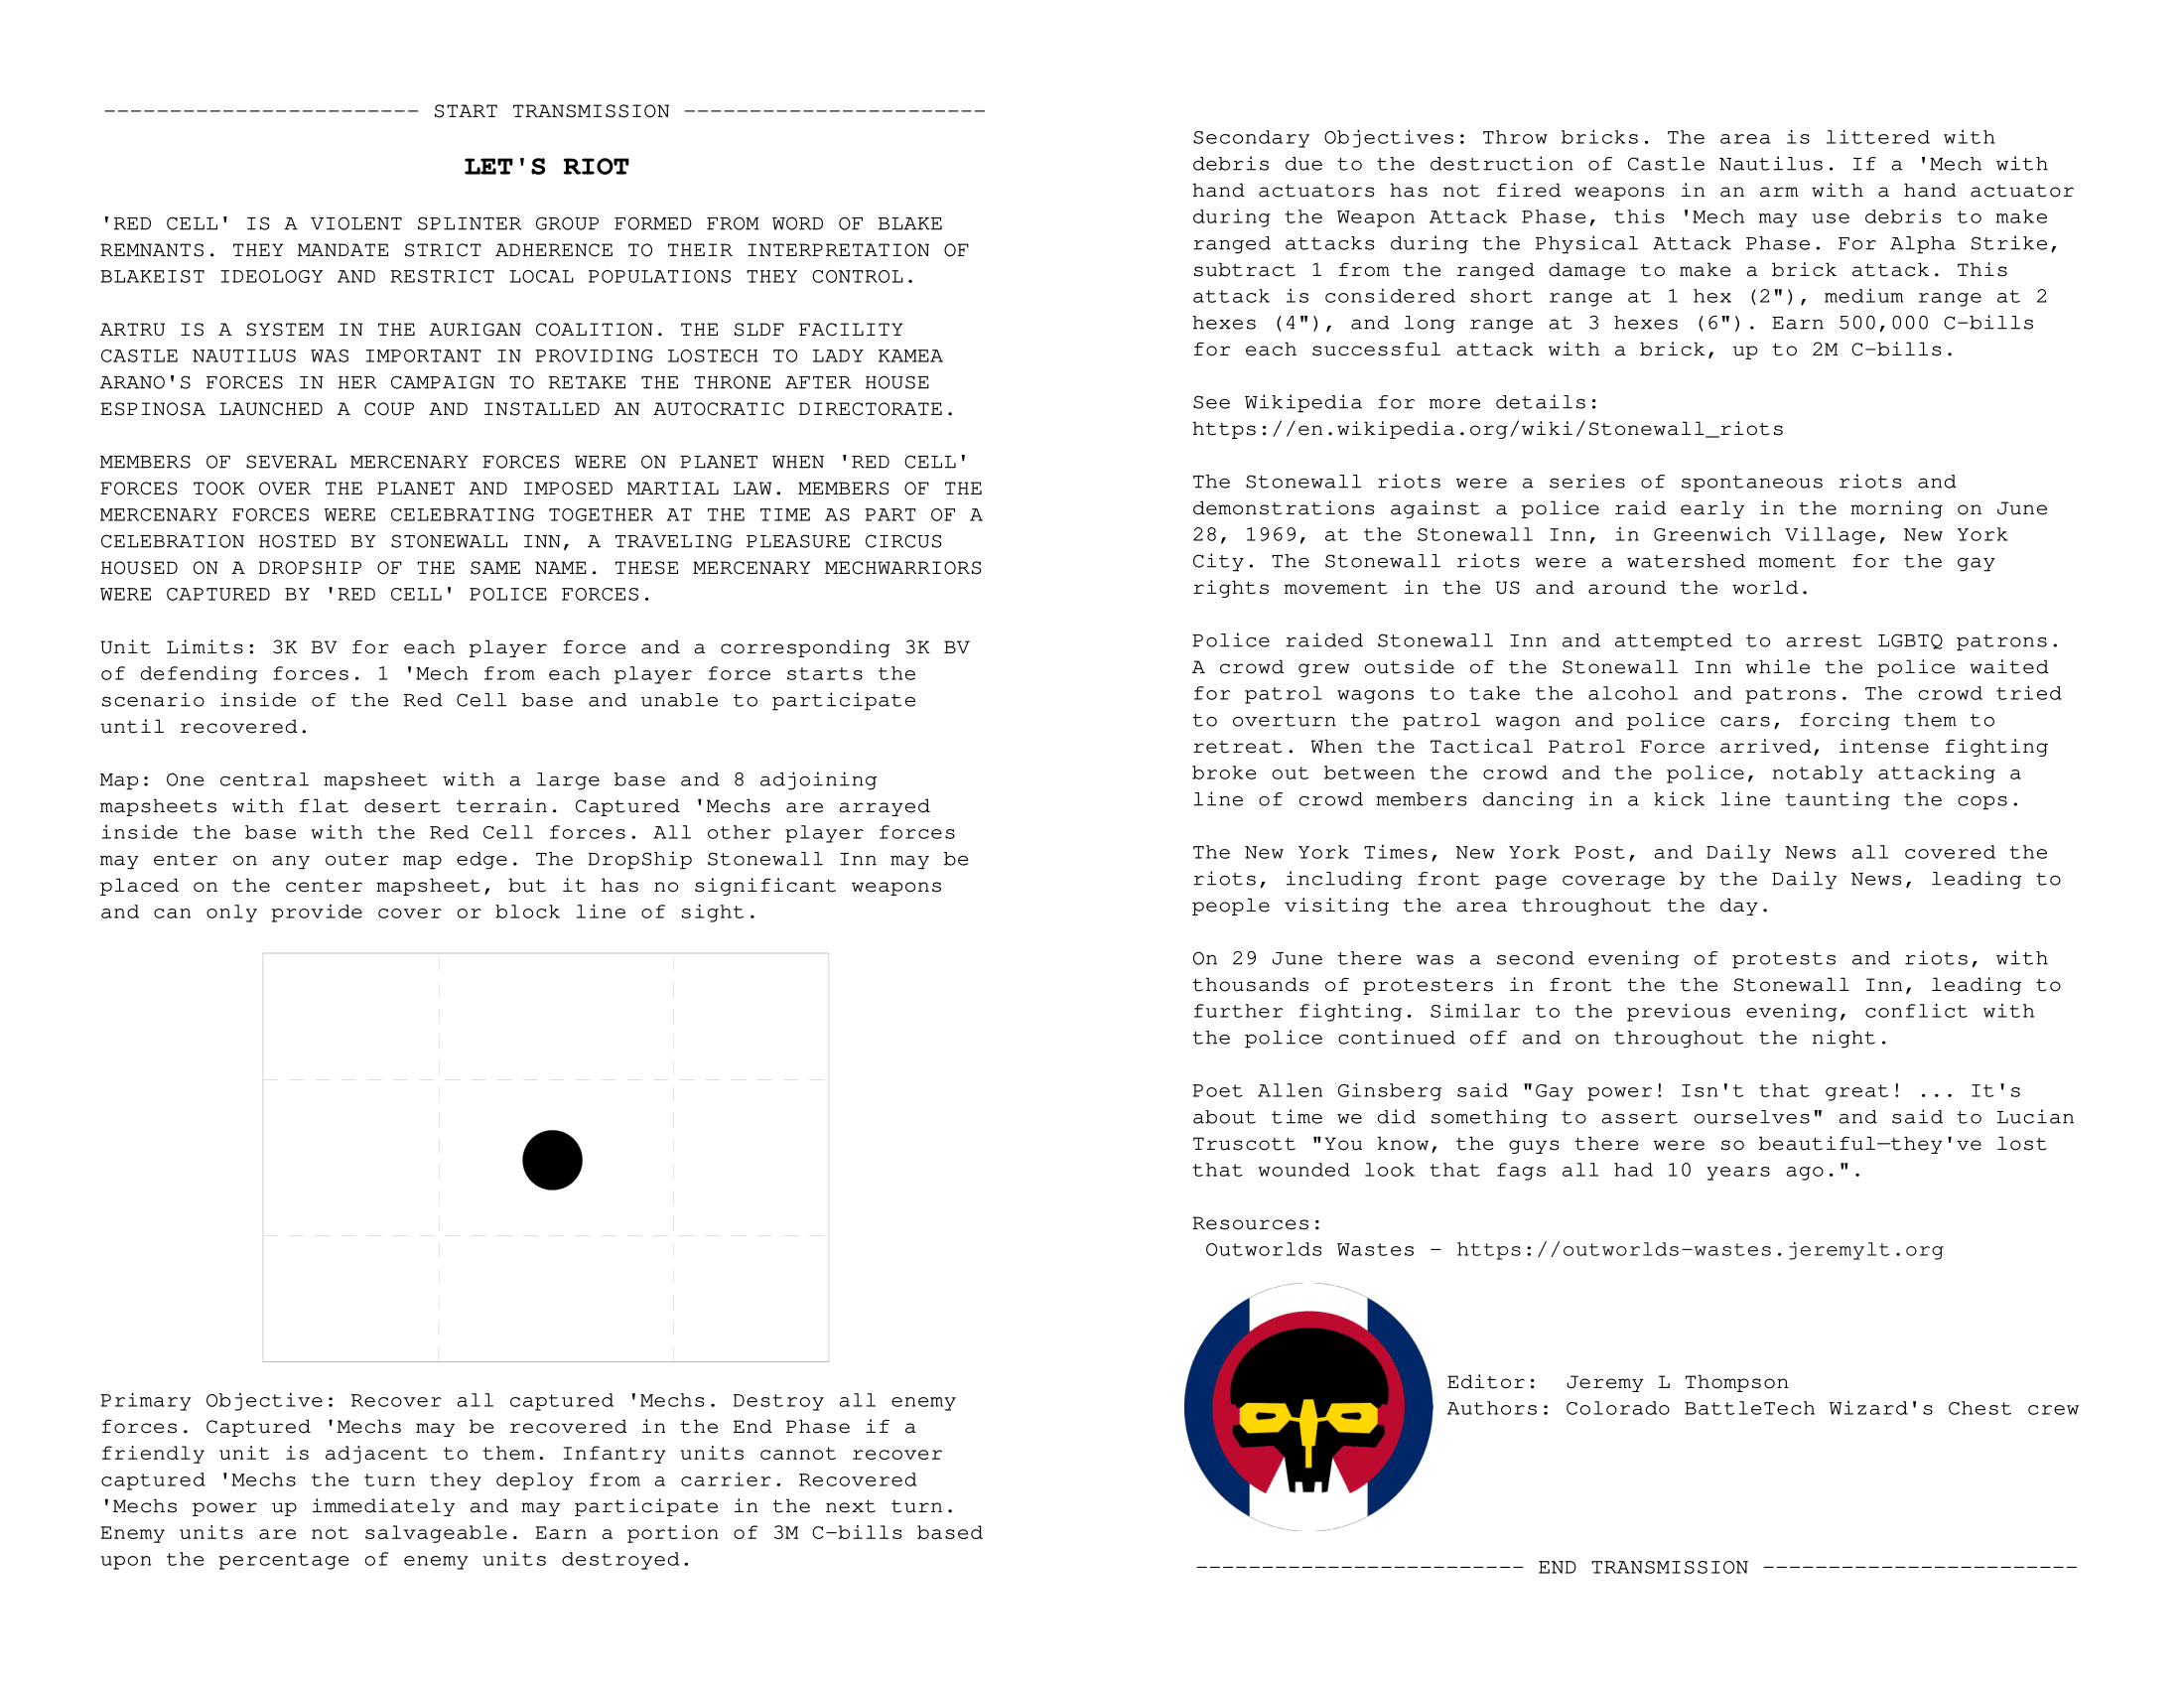 ------------------------ START TRANSMISSION -----------------------
LET'S RIOT
'RED CELL' IS A VIOLENT SPLINTER GROUP FORMED FROM WORD OF BLAKE
REMNANTS. THEY MANDATE STRICT ADHERENCE TO THEIR INTERPRETATION OF
BLAKEIST IDEOLOGY AND RESTRICT LOCAL POPULATIONS THEY CONTROL.
ARTRU IS A SYSTEM IN THE AURIGAN COALITION. THE SLDF FACILITY
CASTLE NAUTILUS WAS IMPORTANT IN PROVIDING LOSTECH TO LADY KAMEA
ARANO'S FORCES IN HER CAMPAIGN TO RETAKE THE THRONE AFTER HOUSE
ESPINOSA LAUNCHED A COUP AND INSTALLED AN AUTOCRATIC DIRECTORATE.
MEMBERS OF SEVERAL MERCENARY FORCES WERE ON PLANET WHEN 'RED CELL'
FORCES TOOK OVER THE PLANET AND IMPOSED MARTIAL LAW. MEMBERS OF THE
MERCENARY FORCES WERE CELEBRATING TOGETHER AT THE TIME AS PART OF A
CELEBRATION HOSTED BY STONEWALL INN, A TRAVELING PLEASURE CIRCUS
HOUSED ON A DROPSHIP OF THE SAME NAME. THESE MERCENARY MECHWARRIORS
WERE CAPTURED BY 'RED CELL' POLICE FORCES.
Unit Limits: 3K BV for each player force and a corresponding 3K BV
of defending forces. 1 'Mech from each player force starts the
scenario inside of the Red Cell base and unable to participate
until recovered.
Map: One central mapsheet with a large base and 8 adjoining
mapsheets with flat desert terrain. Captured 'Mechs are arrayed
inside the base with the Red Cell forces. All other player forces
may enter on any outer map edge. The DropShip Stonewall Inn may be
placed on the center mapsheet, but it has no significant weapons
and can only provide cover or block line of sight.
Primary Objective: Recover all captured 'Mechs. Destroy all enemy
forces. Captured 'Mechs may be recovered in the End Phase if a
friendly unit is adjacent to them. Infantry units cannot recover
captured 'Mechs the turn they deploy from a carrier. Recovered
'Mechs power up immediately and may participate in the next turn.
Enemy units are not salvageable. Earn a portion of 3M C-bills based
upon the percentage of enemy units destroyed.
Secondary Objectives: Throw bricks. The area is littered with
debris due to the destruction of Castle Nautilus. If a 'Mech with
hand actuators has not fired weapons in an arm with a hand actuator
during the Weapon Attack Phase, this 'Mech may use debris to make
ranged attacks during the Physical Attack Phase. For Alpha Strike,
subtract 1 from the ranged damage to make a brick attack. This
attack is considered short range at 1 hex (2"), medium range at 2
hexes (4"), and long range at 3 hexes (6"). Earn 500,000 C-bills
for each successful attack with a brick, up to 2M C-bills.
See Wikipedia for more details:
https://en.wikipedia.org/wiki/Stonewall_riots
The Stonewall riots were a series of spontaneous riots and
demonstrations against a police raid early in the morning on June
28, 1969, at the Stonewall Inn, in Greenwich Village, New York
City. The Stonewall riots were a watershed moment for the gay
rights movement in the US and around the world.
Police raided Stonewall Inn and attempted to arrest LGBTQ patrons.
A crowd grew outside of the Stonewall Inn while the police waited
for patrol wagons to take the alcohol and patrons. The crowd tried
to overturn the patrol wagon and police cars, forcing them to
retreat. When the Tactical Patrol Force arrived, intense fighting
broke out between the crowd and the police, notably attacking a
line of crowd members dancing in a kick line taunting the cops.
The New York Times, New York Post, and Daily News all covered the
riots, including front page coverage by the Daily News, leading to
people visiting the area throughout the day.
On 29 June there was a second evening of protests and riots, with
thousands of protesters in front the the Stonewall Inn, leading to
further fighting. Similar to the previous evening, conflict with
the police continued off and on throughout the night.
Poet Allen Ginsberg said "Gay power! Isn't that great! ... It's
about time we did something to assert ourselves" and said to Lucian
Truscott "You know, the guys there were so beautiful—they've lost
that wounded look that fags all had 10 years ago.".
Resources:
Outworlds Wastes - https://outworlds-wastes.jeremylt.org
Editor: Jeremy L Thompson
Authors: Colorado BattleTech Wizard's Chest crew
------------------------- END TRANSMISSION ------------------------